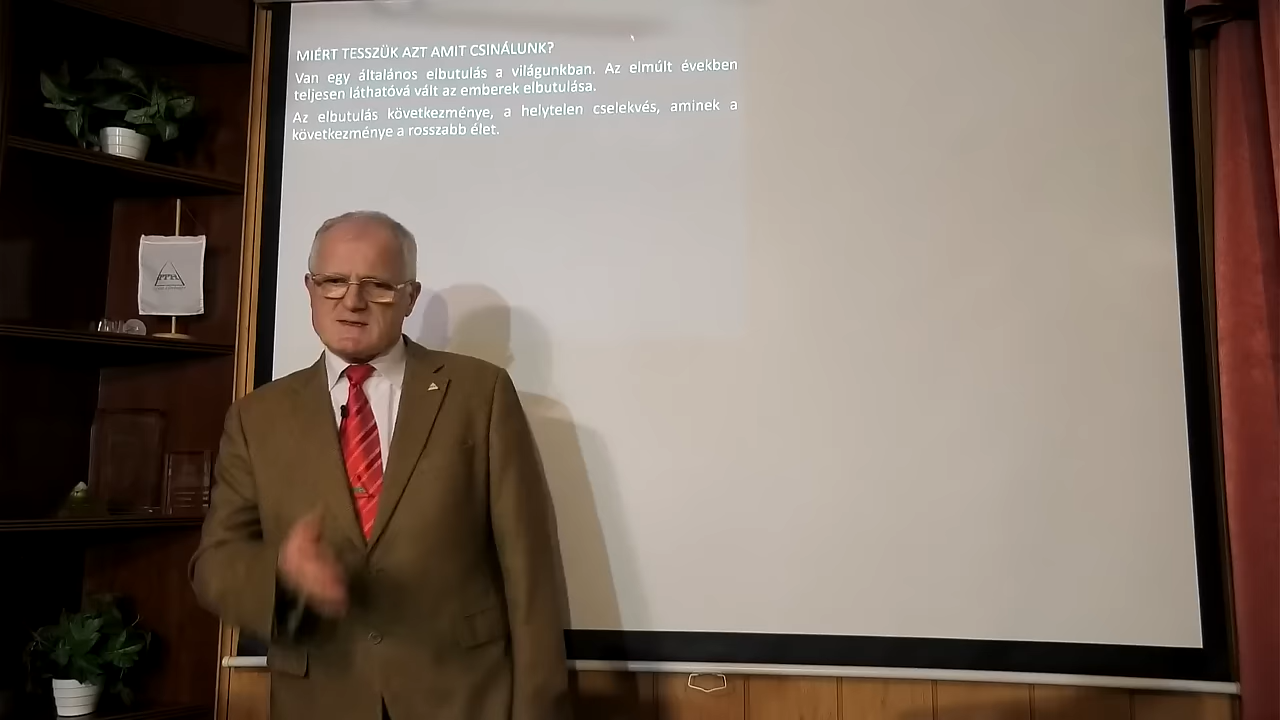 MIÉRT TESSZÜK AZT AMIT CSINÁLUNK?
Van egy általános elbutulás a világunkban. Az elmúlt években
teljesen láthatóvá vált az emberek elbutulása.
Az elbutulás következménye, a helytelen cselekvés, aminek a
következménye a rosszabb élet.